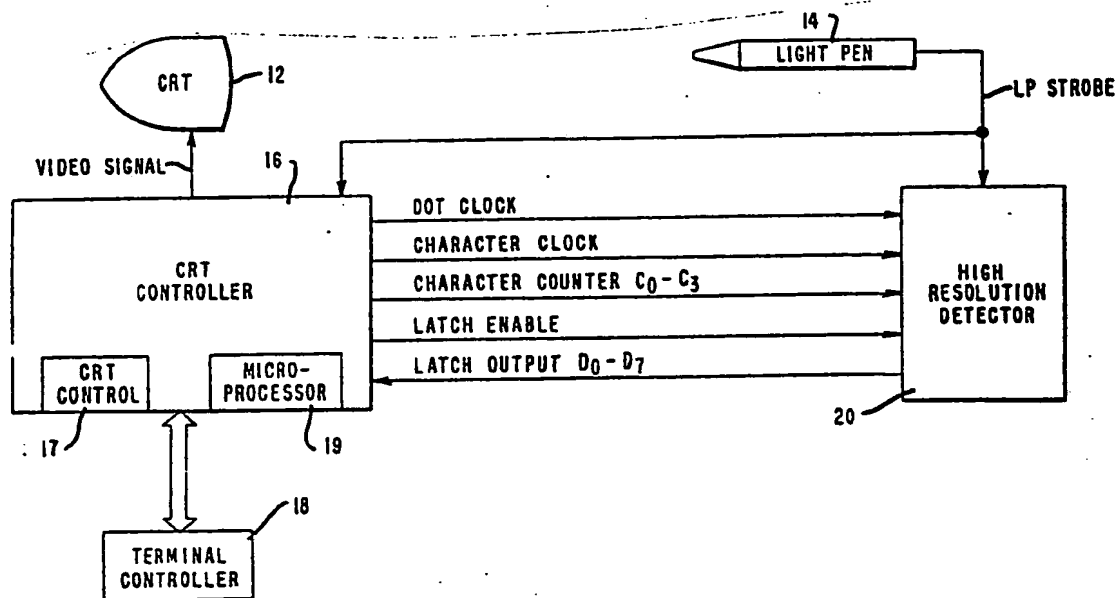 14
LIGHT PEN
CRT
12
LP STROBE
VIDEO SIGNAL
16
DOT CLOCK
CHARACTER CLOCK
CRT
CONTROLLER
CHARACTER COUNTER C0-C3
HIGH
RESOLUTION
DETECTOR
LATCH ENABLE
LATCH OUTPUT D0-D7
CRT
CONTROL
MICRO-
PROCESSOR
20
17
19
18
TERMINAL
CONTROLLER